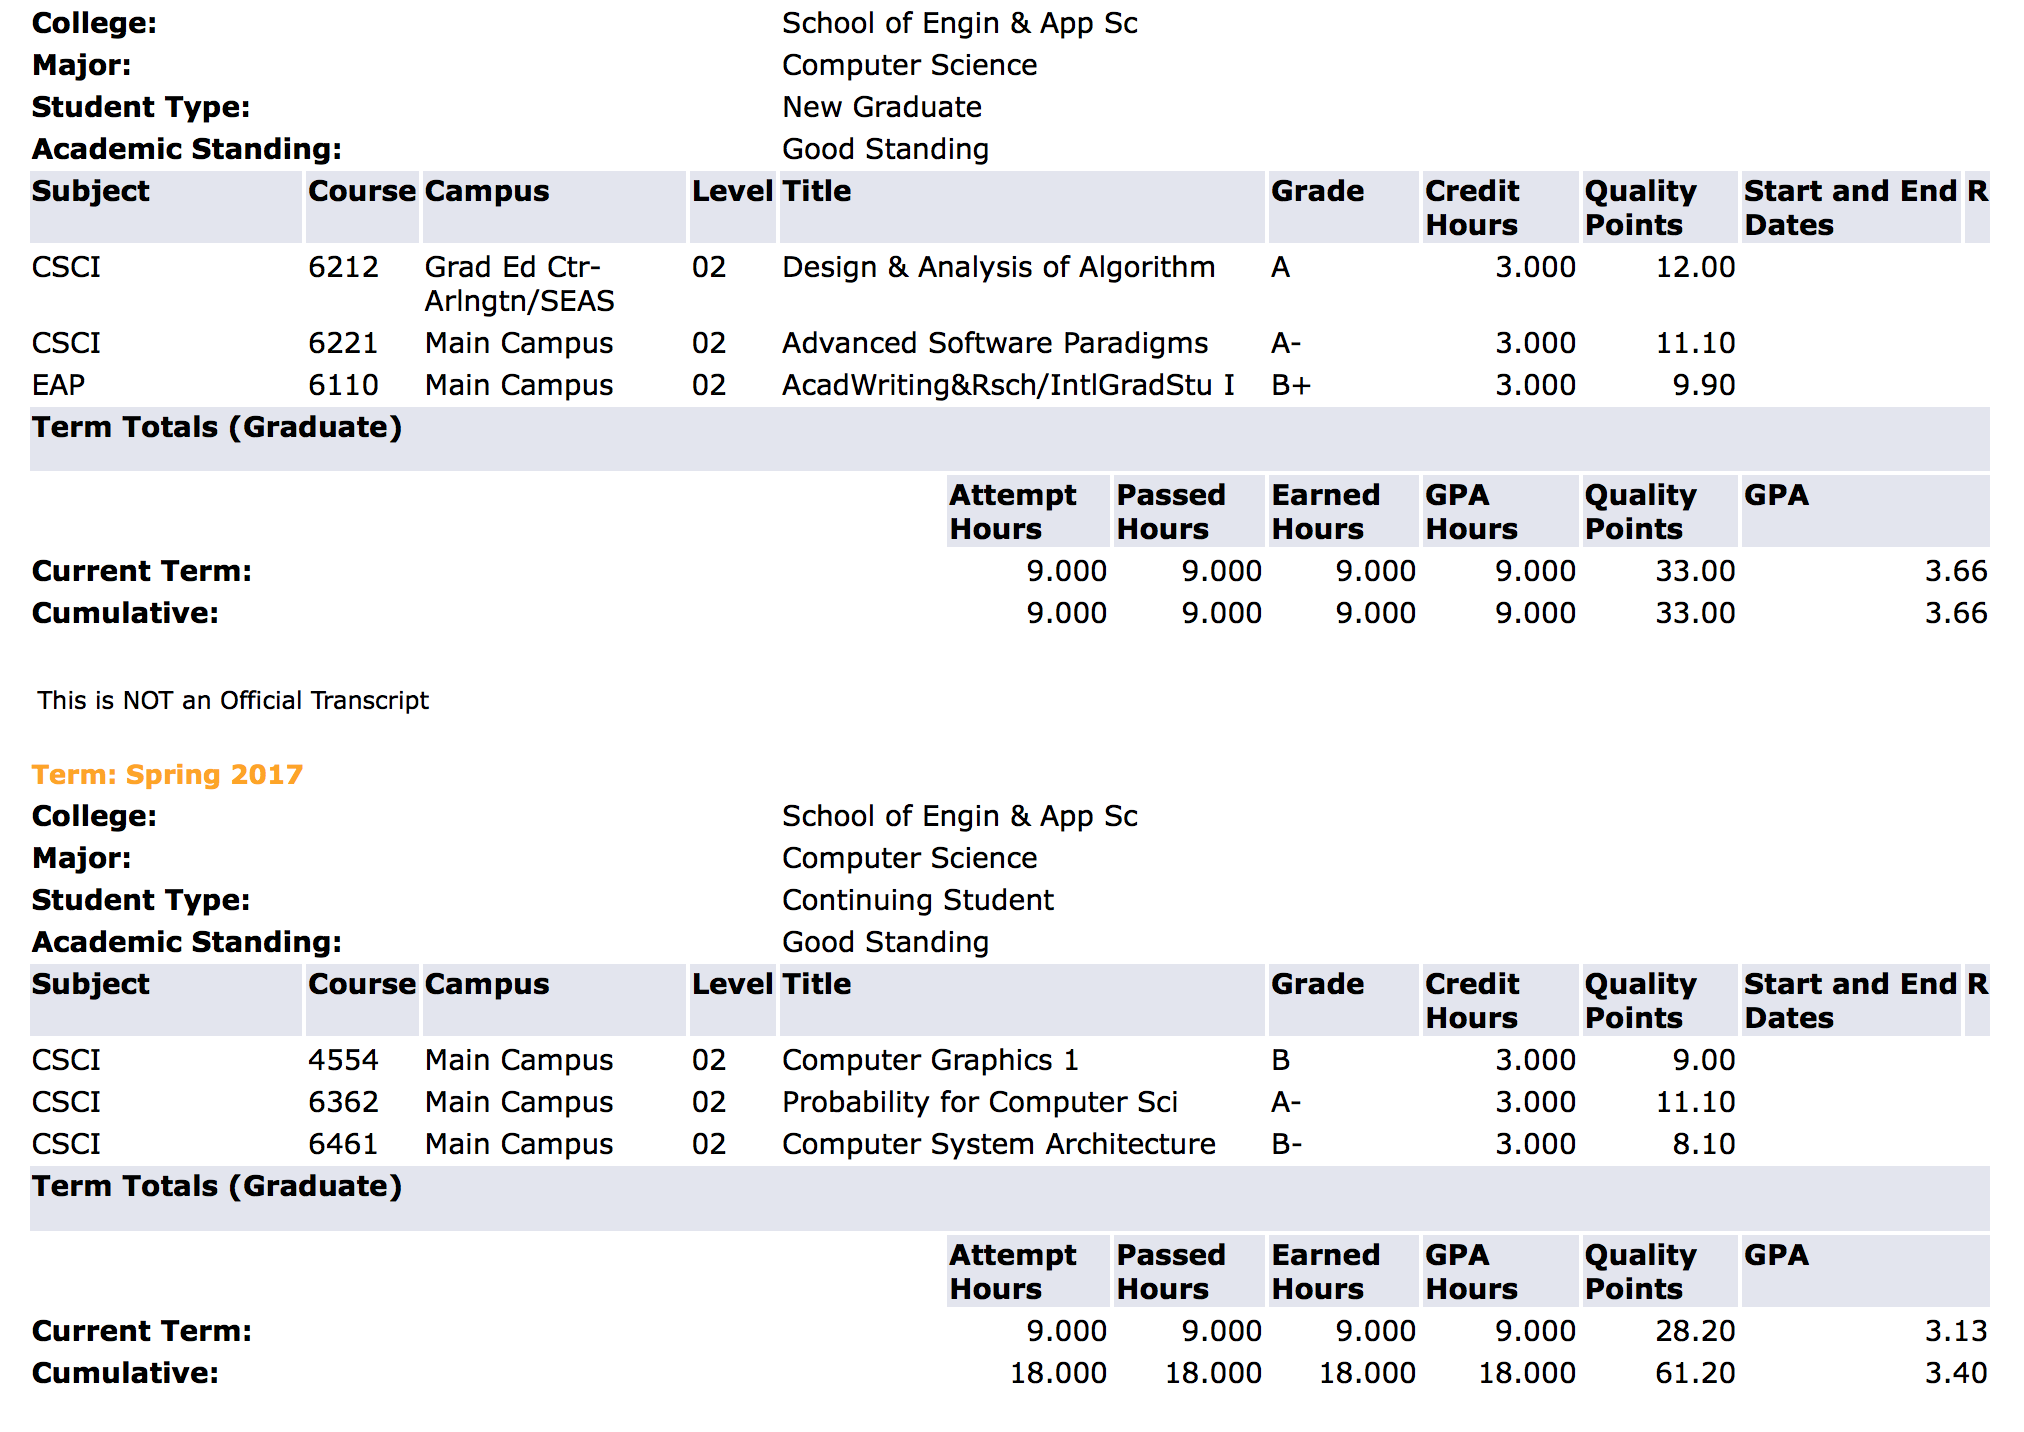 College: School of Engin & App Sc
Major: Computer Science
Student Type: New Graduate
Academic Standing: Good Standing
Subject Course Campus Level Title Grade Credit Hours Quality Points Start and End Dates R
CSCI 6212 Grad Ed Ctr-Arlngtn/SEAS 02 Design & Analysis of Algorithm A 3.000 12.00
CSCI 6221 Main Campus 02 Advanced Software Paradigms A- 3.000 11.10
EAP 6110 Main Campus 02 AcadWriting&Rsch/IntlGradStu I B+ 3.000 9.90
Term Totals (Graduate)
Attempt Hours Passed Hours Earned Hours GPA Hours Quality Points GPA
Current Term: 9.000 9.000 9.000 9.000 33.00 3.66
Cumulative: 9.000 9.000 9.000 9.000 33.00 3.66
This is NOT an Official Transcript
Term: Spring 2017
College: School of Engin & App Sc
Major: Computer Science
Student Type: Continuing Student
Academic Standing: Good Standing
Subject Course Campus Level Title Grade Credit Hours Quality Points Start and End Dates R
CSCI 4554 Main Campus 02 Computer Graphics 1 B 3.000 9.00
CSCI 6362 Main Campus 02 Probability for Computer Sci A- 3.000 11.10
CSCI 6461 Main Campus 02 Computer System Architecture B- 3.000 8.10
Term Totals (Graduate)
Attempt Hours Passed Hours Earned Hours GPA Hours Quality Points GPA
Current Term: 9.000 9.000 9.000 9.000 28.20 3.13
Cumulative: 18.000 18.000 18.000 18.000 61.20 3.40